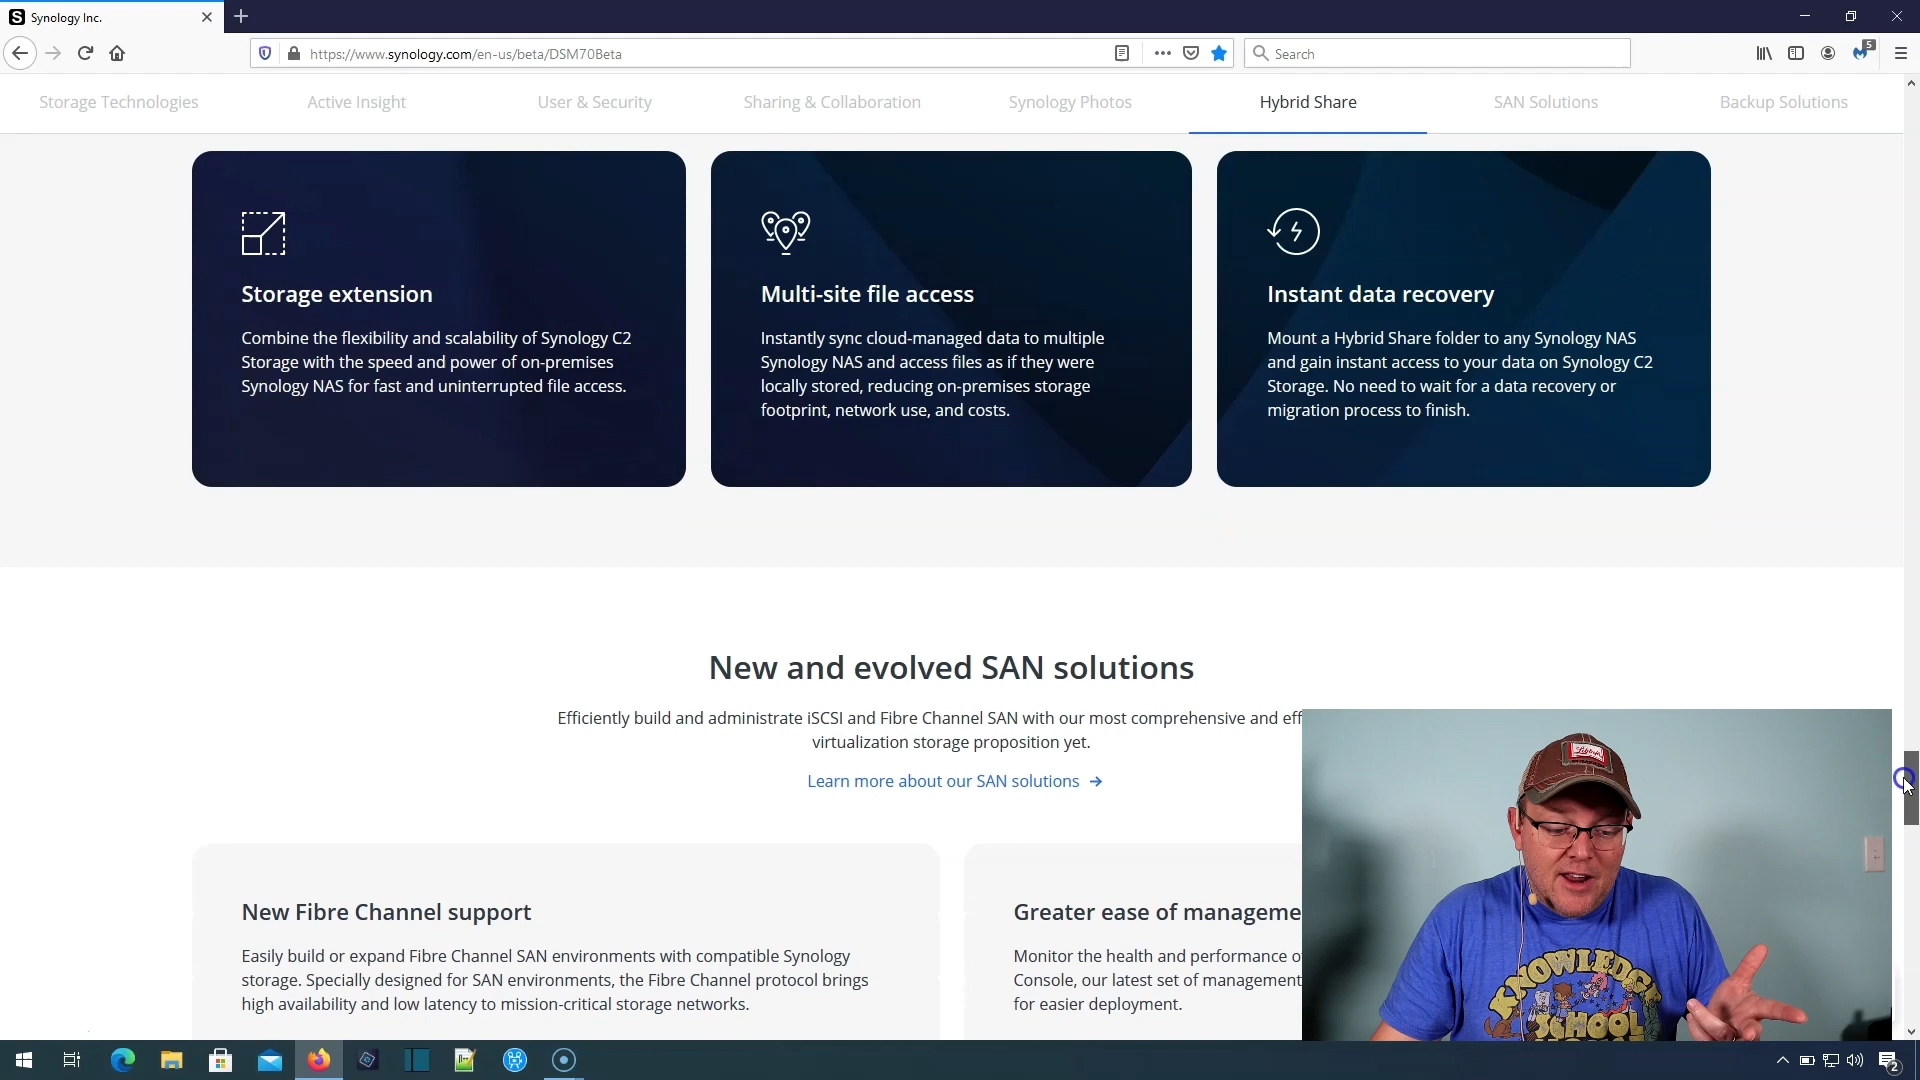 Synology Inc.
https://www.synology.com/en-us/beta/DSM70Beta
Search
5
Storage Technologies
Active Insight
User & Security
Sharing & Collaboration
Synology Photos
Hybrid Share
SAN Solutions
Backup Solutions
Storage extension
Combine the flexibility and scalability of Synology C2
Storage with the speed and power of on-premises
Synology NAS for fast and uninterrupted file access.
Multi-site file access
Instantly sync cloud-managed data to multiple
Synology NAS and access files as if they were
locally stored, reducing on-premises storage
footprint, network use, and costs.
Instant data recovery
Mount a Hybrid Share folder to any Synology NAS
and gain instant access to your data on Synology C2
Storage. No need to wait for a data recovery or
migration process to finish.
New and evolved SAN solutions
Efficiently build and administrate iSCSI and Fibre Channel SAN with our most comprehensive and eff
virtualization storage proposition yet.
Learn more about our SAN solutions →
New Fibre Channel support
Easily build or expand Fibre Channel SAN environments with compatible Synology
storage. Specially designed for SAN environments, the Fibre Channel protocol brings
high availability and low latency to mission-critical storage networks.
Greater ease of manageme
Monitor the health and performance o
Console, our latest set of management
for easier deployment.
KNOWLEDGE
SCHOOL
2